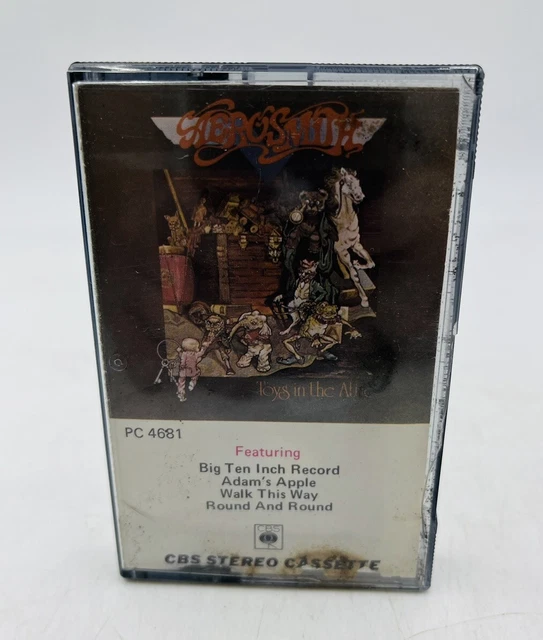 AEROSMITH
Toys in the Attic
PC 4681
Featuring
Big Ten Inch Record
Adam's Apple
Walk This Way
Round And Round
CBS
CBS STEREO CASSETTE